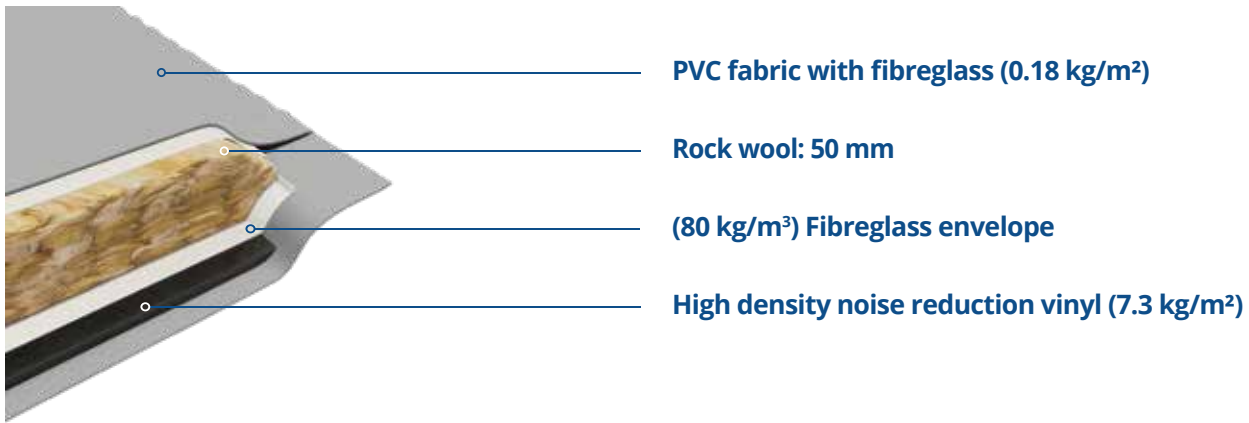 PVC fabric with fibreglass (0.18 kg/m²)
Rock wool: 50 mm
(80 kg/m³) Fibreglass envelope
High density noise reduction vinyl (7.3 kg/m²)